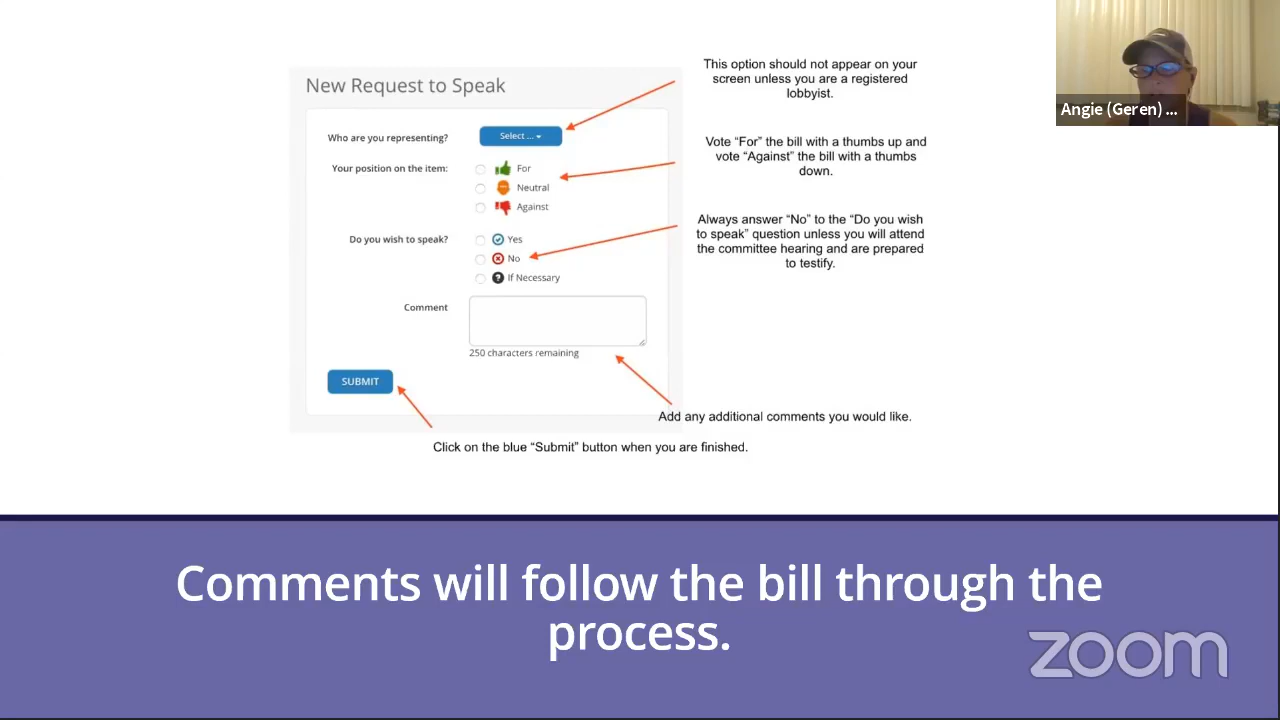 This option should not appear on your
screen unless you are a registered
lobbyist.
New Request to Speak
Angie (Geren) ...
Who are you representing?
Select ...
Vote “For” the bill with a thumbs up and
vote “Against” the bill with a thumbs
down.
Your position on the item:
For
Neutral
Against
Always answer “No” to the “Do you wish
to speak” question unless you will attend
the committee hearing and are prepared
to testify.
Do you wish to speak?
Yes
No
If Necessary
Comment
250 characters remaining
SUBMIT
Add any additional comments you would like.
Click on the blue “Submit” button when you are finished.
Comments will follow the bill through the
process.
zoom